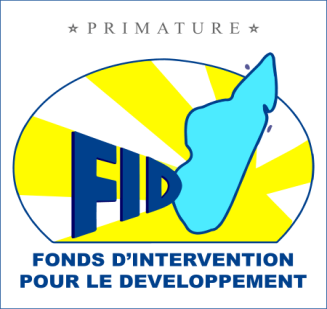 ★ PRIMATURE ★
FID
FONDS D'INTERVENTION
POUR LE DEVELOPPEMENT